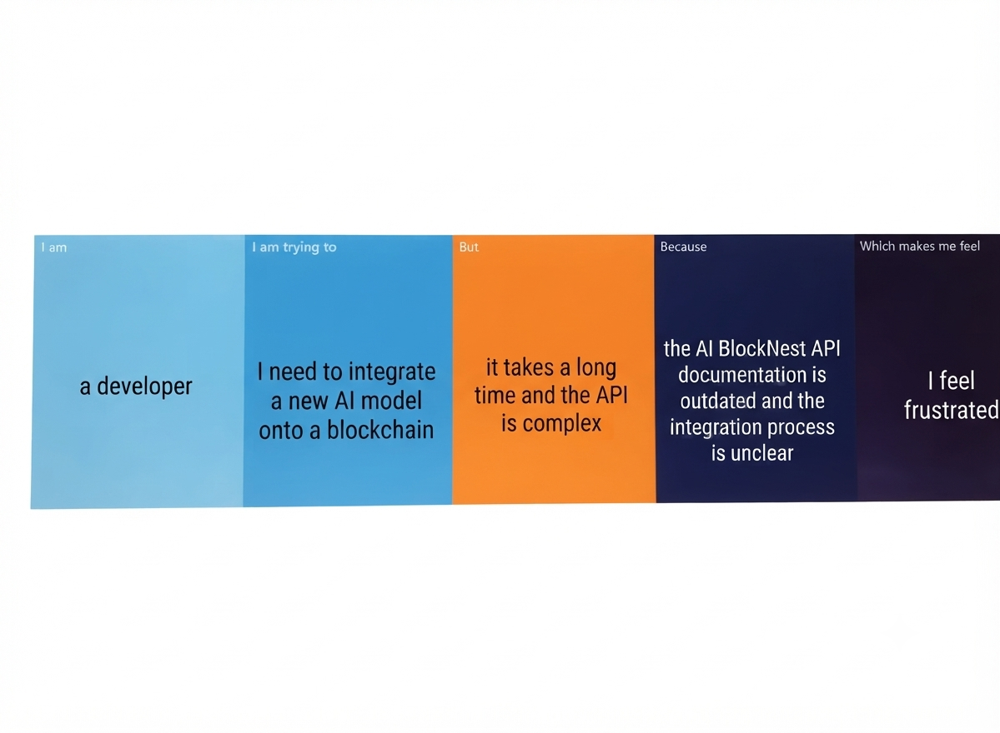 I am
a developer
I am trying to
I need to integrate
a new AI model
onto a blockchain
But
it takes a long
time and the API
is complex
Because
the AI BlockNest API
documentation is
outdated and the
integration process
is unclear
Which makes me feel
I feel
frustrated